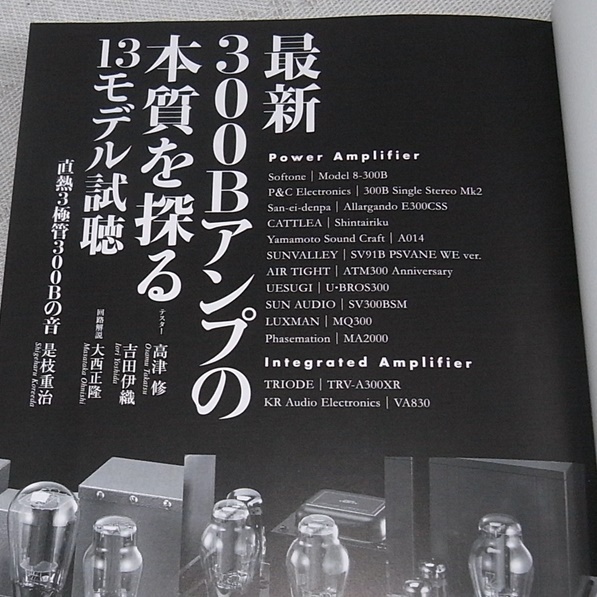 最新
300Bアンプの
本質を探る
13モデル試聴
直熱3極管300Bの音
Power Amplifier
Softone｜Model 8-300B
P&C Electronics｜300B Single Stereo Mk2
San-ei-denpa｜Allargando E300CSS
CATTLEA｜Shintairiku
Yamamoto Sound Craft｜A014
SUNVALLEY｜SV91B PSVANE WE ver.
AIR TIGHT｜ATM300 Anniversary
UESUGI｜U・BROS300
SUN AUDIO｜SV300BSM
LUXMAN｜MQ300
Phasemation｜MA2000
Integrated Amplifier
TRIODE｜TRV-A300XR
KR Audio Electronics｜VA830
テスター
高津 修
Osamu Takatsu
吉田伊織
Iori Yoshida
回路解説
大西正隆
Masataka Ohnishi
是枝重治
Shigeharu Koreeda